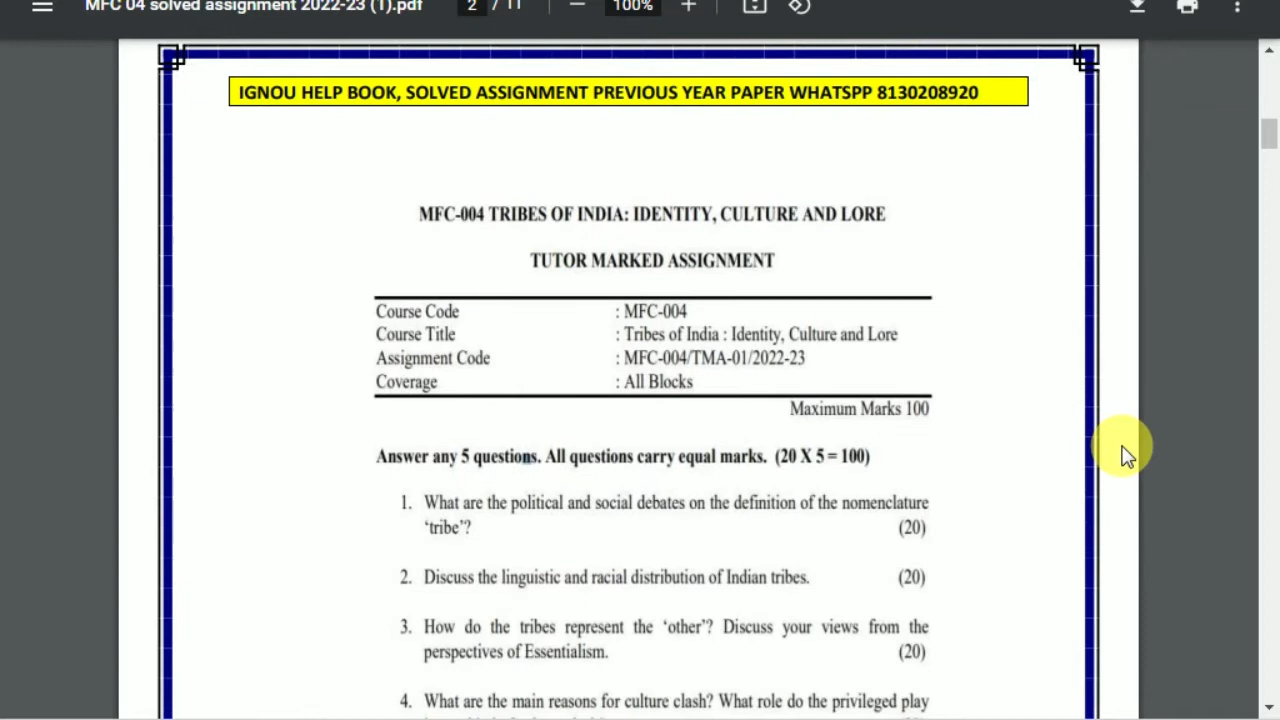 MFC 04 solved assignment 2022-23 (1).pdf 2 / 11 100%
IGNOU HELP BOOK, SOLVED ASSIGNMENT PREVIOUS YEAR PAPER WHATSPP 8130208920
MFC-004 TRIBES OF INDIA: IDENTITY, CULTURE AND LORE
TUTOR MARKED ASSIGNMENT
Course Code : MFC-004
Course Title : Tribes of India : Identity, Culture and Lore
Assignment Code : MFC-004/TMA-01/2022-23
Coverage : All Blocks
Maximum Marks 100
Answer any 5 questions. All questions carry equal marks. (20 X 5 = 100)
1. What are the political and social debates on the definition of the nomenclature
‘tribe’? (20)
2. Discuss the linguistic and racial distribution of Indian tribes. (20)
3. How do the tribes represent the ‘other’? Discuss your views from the
perspectives of Essentialism. (20)
4. What are the main reasons for culture clash? What role do the privileged play